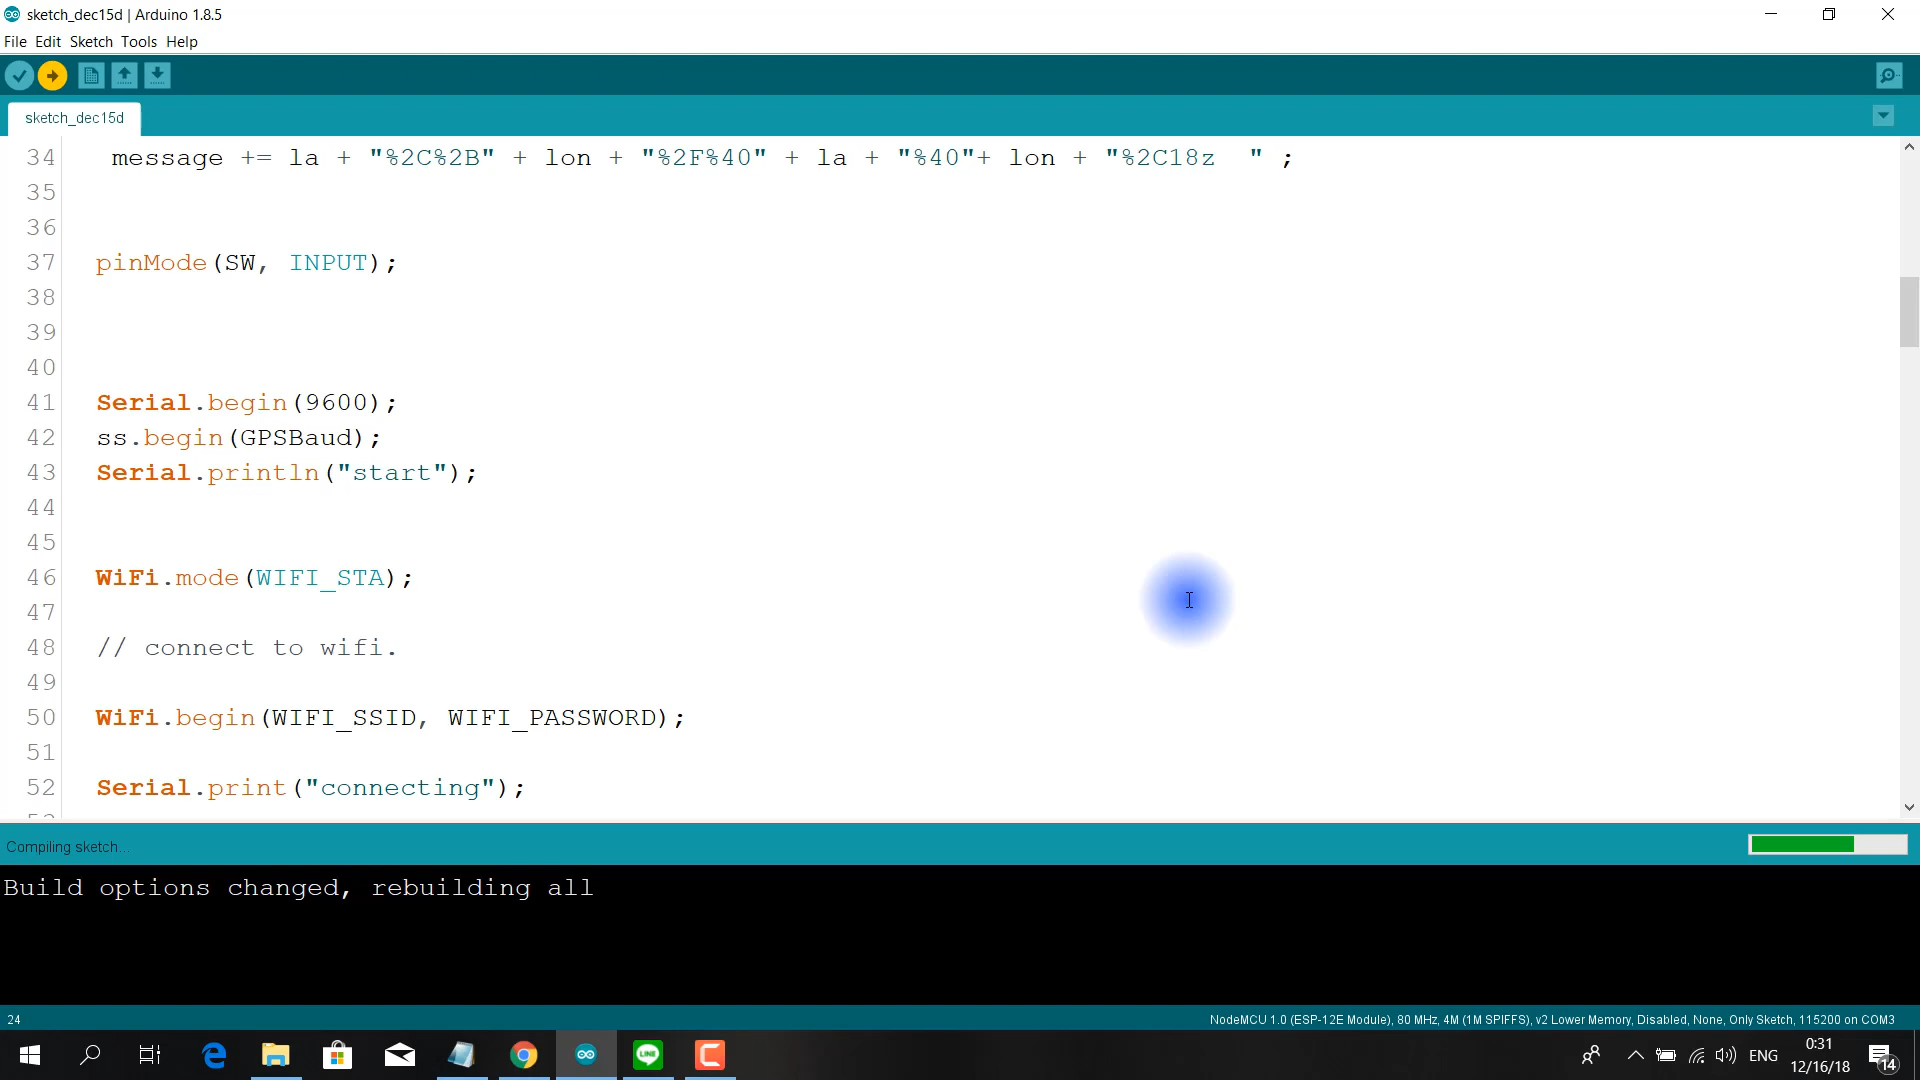 sketch_dec15d | Arduino 1.8.5
File Edit Sketch Tools Help
sketch_dec15d
34 message += la + "%2C%2B" + lon + "%2F%40" + la + "%40"+ lon + "%2C18z  " ;
35
36
37 pinMode(SW, INPUT);
38
39
40
41 Serial.begin(9600);
42 ss.begin(GPSBaud);
43 Serial.println("start");
44
45
46 WiFi.mode(WIFI_STA);
47
48 // connect to wifi.
49
50 WiFi.begin(WIFI_SSID, WIFI_PASSWORD);
51
52 Serial.print("connecting");
Compiling sketch...
Build options changed, rebuilding all
24 NodeMCU 1.0 (ESP-12E Module), 80 MHz, 4M (1M SPIFFS), v2 Lower Memory, Disabled, None, Only Sketch, 115200 on COM3
LINE
ENG
0:31
12/16/18
14